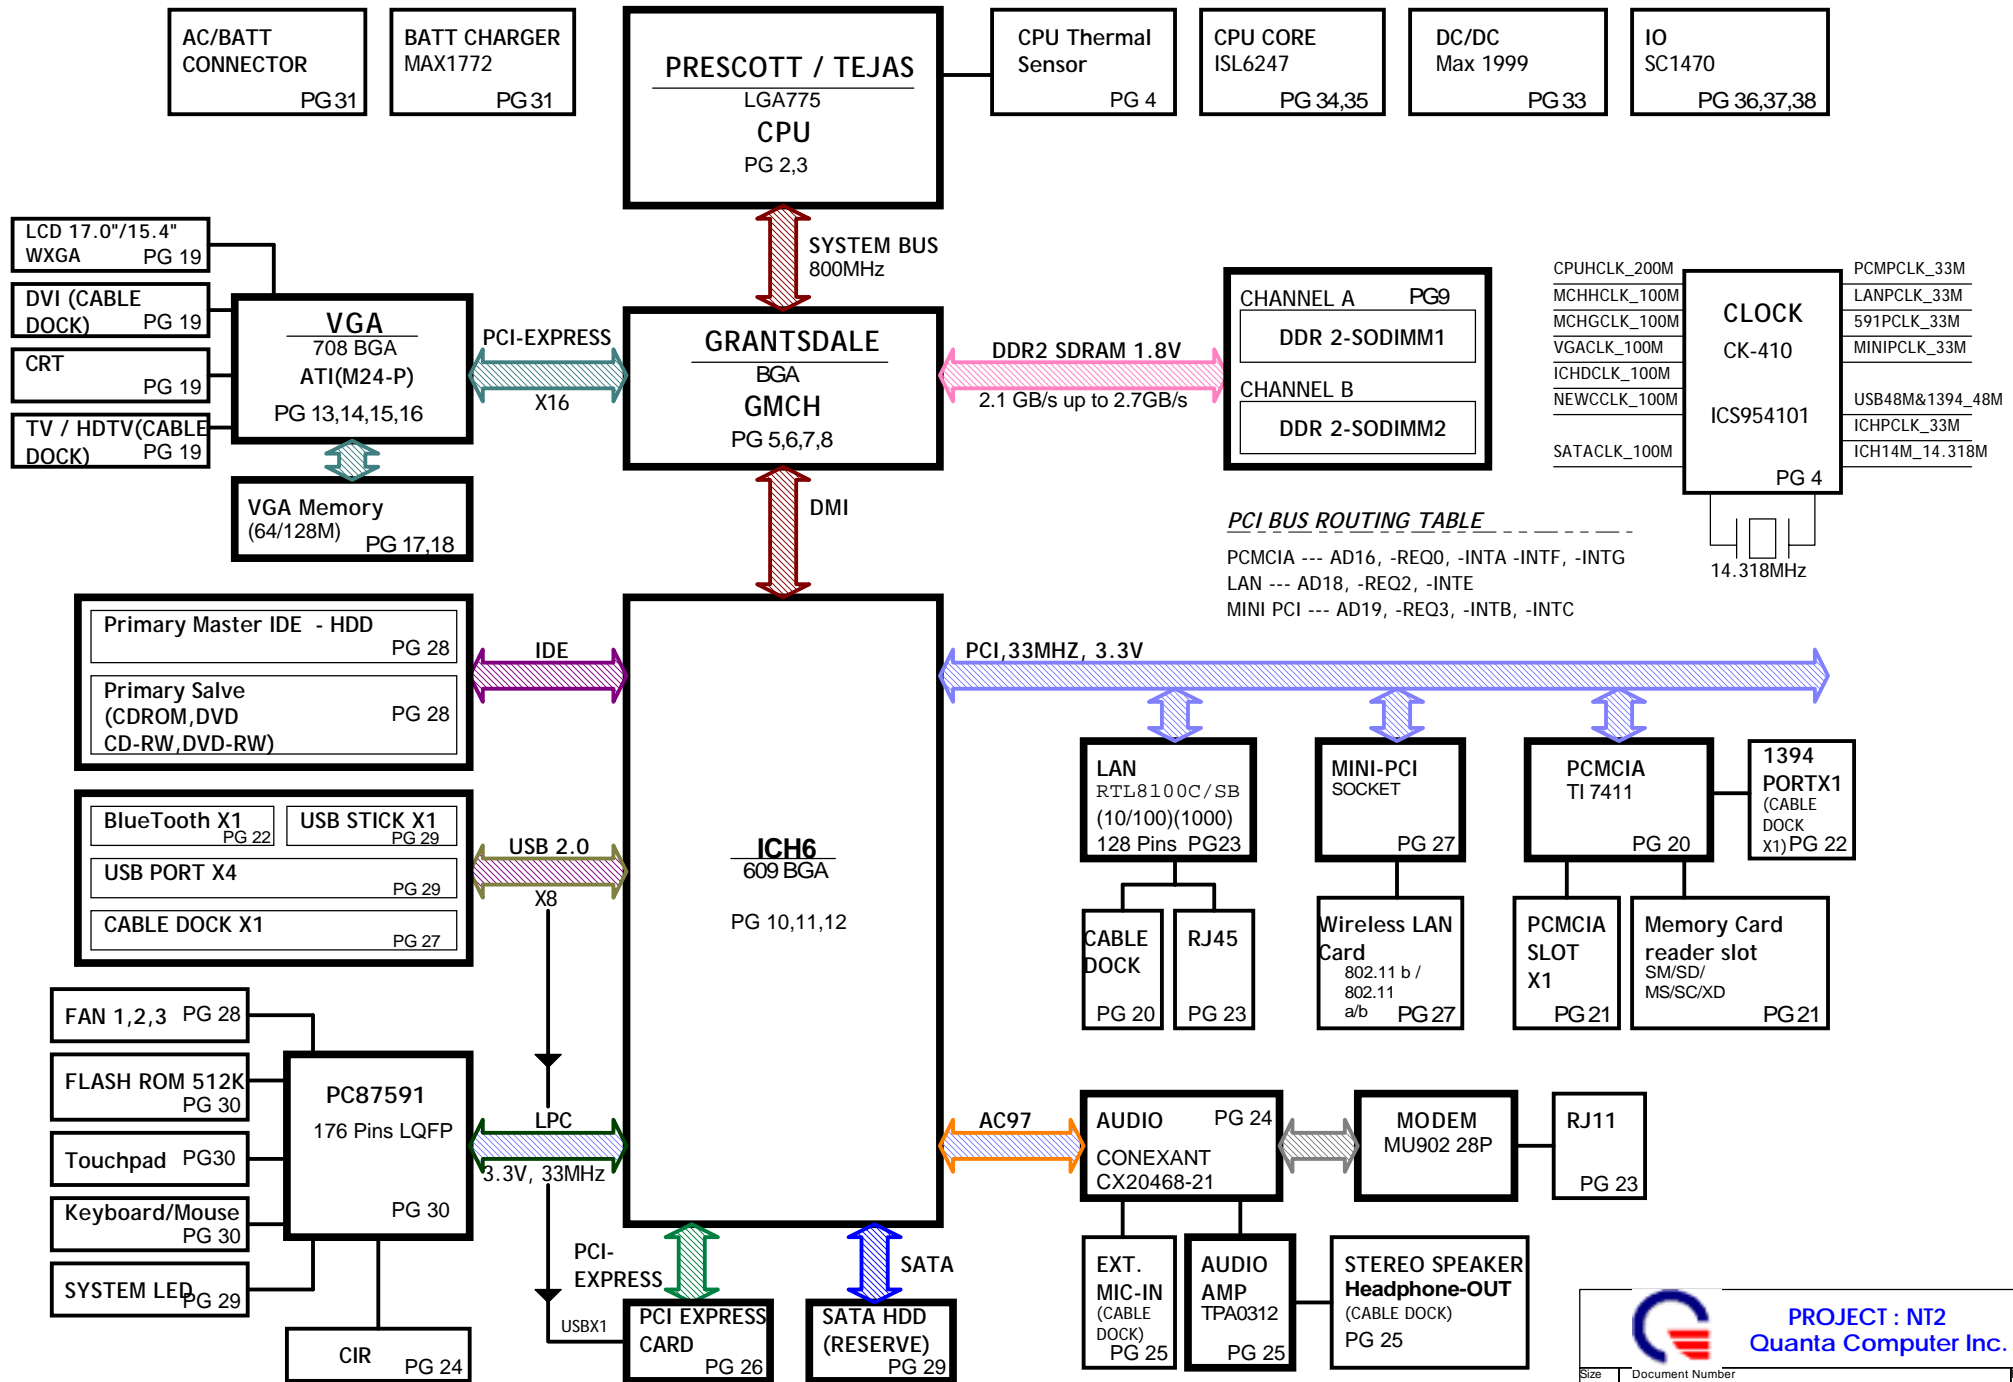 AC/BATT
CONNECTOR
PG 31
BATT CHARGER
MAX1772
PG 31
PRESCOTT / TEJAS
LGA775
CPU
PG 2,3
CPU Thermal
Sensor
PG 4
CPU CORE
ISL6247
PG 34,35
DC/DC
Max 1999
PG 33
IO
SC1470
PG 36,37,38
SYSTEM BUS
800MHz
LCD 17.0"/15.4"
WXGA PG 19
DVI (CABLE
DOCK) PG 19
CRT
PG 19
TV / HDTV(CABLE
DOCK) PG 19
VGA
708 BGA
ATI(M24-P)
PG 13,14,15,16
PCI-EXPRESS
X16
VGA Memory
(64/128M) PG 17,18
GRANTSDALE
BGA
GMCH
PG 5,6,7,8
DDR2 SDRAM 1.8V
2.1 GB/s up to 2.7GB/s
CHANNEL A PG9
DDR 2-SODIMM1
CHANNEL B
DDR 2-SODIMM2
CPUHCLK_200M
MCHHCLK_100M
MCHGCLK_100M
VGACLK_100M
ICHDCLK_100M
NEWCCLK_100M
SATACLK_100M
CLOCK
CK-410
ICS954101
PG 4
PCMPCLK_33M
LANPCLK_33M
591PCLK_33M
MINIPCLK_33M
USB48M&1394_48M
ICHPCLK_33M
ICH14M_14.318M
14.318MHz
DMI
PCI BUS ROUTING TABLE
PCMCIA --- AD16, -REQ0, -INTA -INTF, -INTG
LAN --- AD18, -REQ2, -INTE
MINI PCI --- AD19, -REQ3, -INTB, -INTC
Primary Master IDE - HDD
PG 28
Primary Salve
(CDROM,DVD PG 28
CD-RW,DVD-RW)
IDE
PCI,33MHZ, 3.3V
BlueTooth X1
PG 22
USB STICK X1
PG 29
USB PORT X4
PG 29
CABLE DOCK X1
PG 27
USB 2.0
X8
ICH6
609 BGA
PG 10,11,12
LAN
RTL8100C/SB
(10/100)(1000)
128 Pins PG23
MINI-PCI
SOCKET
PG 27
PCMCIA
TI 7411
PG 20
1394
PORTX1
(CABLE
DOCK
X1) PG 22
CABLE
DOCK
PG 20
RJ45
PG 23
Wireless LAN
Card
802.11 b /
802.11
a/b PG 27
PCMCIA
SLOT
X1
PG 21
Memory Card
reader slot
SM/SD/
MS/SC/XD
PG 21
FAN 1,2,3 PG 28
FLASH ROM 512K
PG 30
Touchpad PG30
Keyboard/Mouse
PG 30
SYSTEM LED
PG 29
PC87591
176 Pins LQFP
PG 30
CIR PG 24
LPC
3.3V, 33MHz
AC97
AUDIO PG 24
CONEXANT
CX20468-21
MODEM
MU902 28P
RJ11
PG 23
PCI-
EXPRESS
USBX1
PCI EXPRESS
CARD
PG 26
SATA
SATA HDD
(RESERVE)
PG 29
EXT.
MIC-IN
(CABLE
DOCK)
PG 25
AUDIO
AMP
TPA0312
PG 25
STEREO SPEAKER
Headphone-OUT
(CABLE DOCK)
PG 25
PROJECT : NT2
Quanta Computer Inc.
Size Document Number